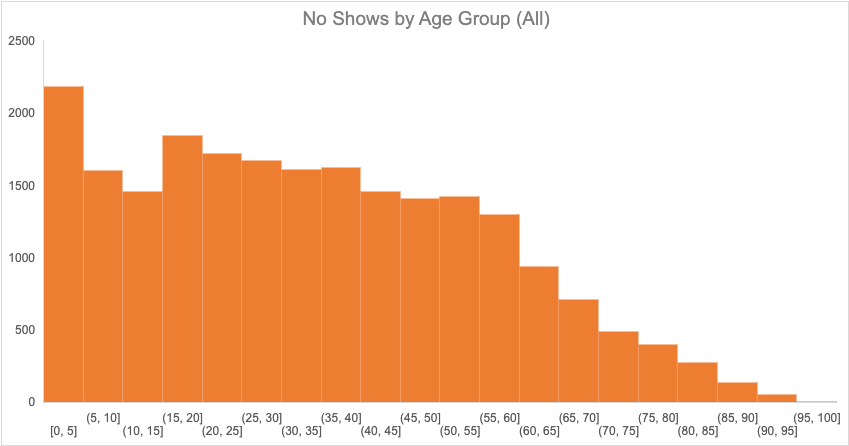 No Shows by Age Group (All)
2500
2000
1500
1000
500
0
(5, 10] (15, 20] (25, 30] (35, 40] (45, 50] (55, 60] (65, 70] (75, 80] (85, 90] (95, 100]
[0, 5] (10, 15] (20, 25] (30, 35] (40, 45] (50, 55] (60, 65] (70, 75] (80, 85] (90, 95]